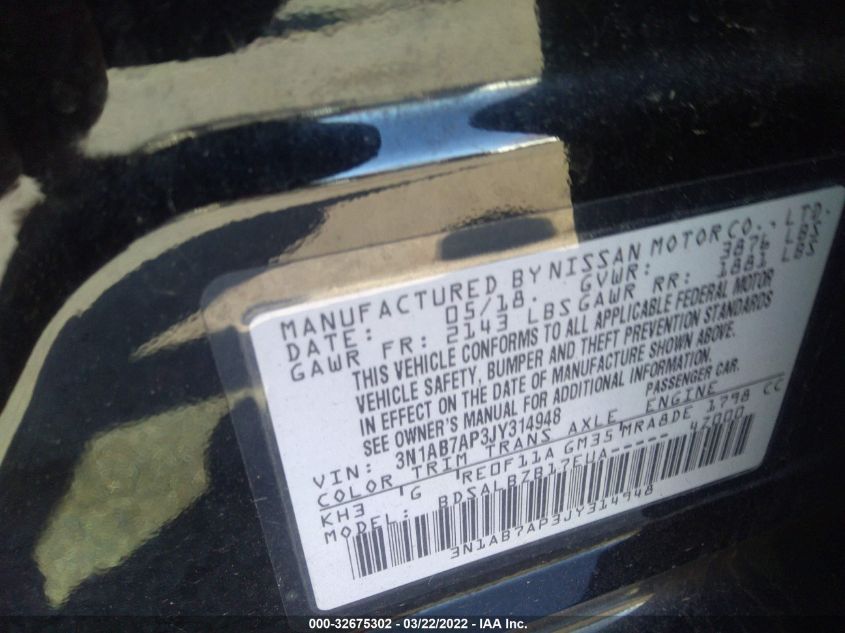 MANUFACTURED BY NISSAN MOTOR CO., LTD.
DATE: 05/18. GVWR: 3876 LBS
GAWR FR: 2143 LBS GAWR RR: 1881 LBS
THIS VEHICLE CONFORMS TO ALL APPLICABLE FEDERAL MOTOR
VEHICLE SAFETY, BUMPER AND THEFT PREVENTION STANDARDS
IN EFFECT ON THE DATE OF MANUFACTURE SHOWN ABOVE.
SEE OWNER'S MANUAL FOR ADDITIONAL INFORMATION.
VIN: 3N1AB7AP3JY314948 PASSENGER CAR.
COLOR TRIM TRANS AXLE ENGINE
KH3 G RE0F11A GM35 MRA8DE 1798 CC
MODEL: BDSALBZB17EUA----- 4Z000
3N1AB7AP3JY314948
000-32675302 - 03/22/2022 - IAA Inc.